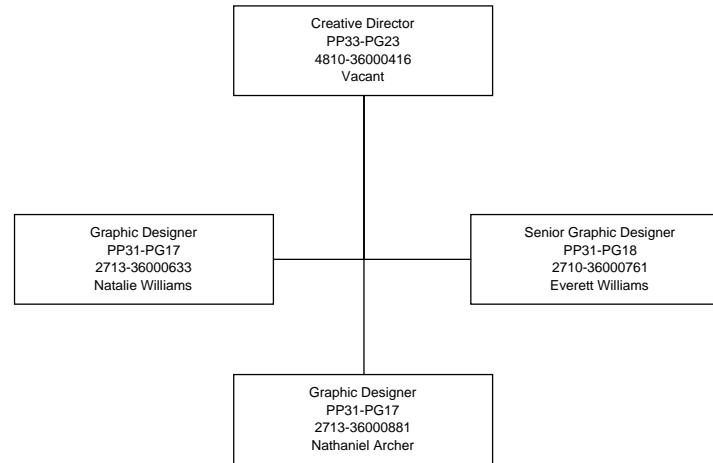 Creative Director
PP33-PG23
4810-36000416
Vacant
Graphic Designer
PP31-PG17
2713-36000633
Natalie Williams
Senior Graphic Designer
PP31-PG18
2710-36000761
Everett Williams
Graphic Designer
PP31-PG17
2713-36000881
Nathaniel Archer